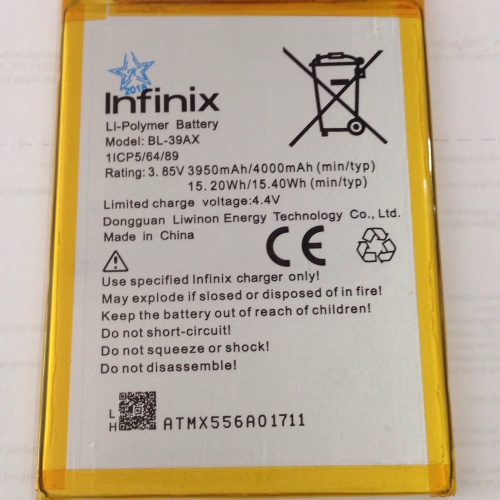 2018
Infinix
LI-Polymer Battery
Model: BL-39AX
1ICP5/64/89
Rating: 3.85V 3950mAh/4000mAh (min/typ)
15.20Wh/15.40Wh (min/typ)
Limited charge voltage:4.4V
Dongguan Liwinon Energy Technology Co., Ltd.
Made in China
CE
Use specified Infinix charger only!
May explode if slosed or disposed of in fire!
Keep the battery out of reach of children!
Do not short-circuit!
Do not squeeze or shock!
Do not disassemble!
LH
ATMX556A01711